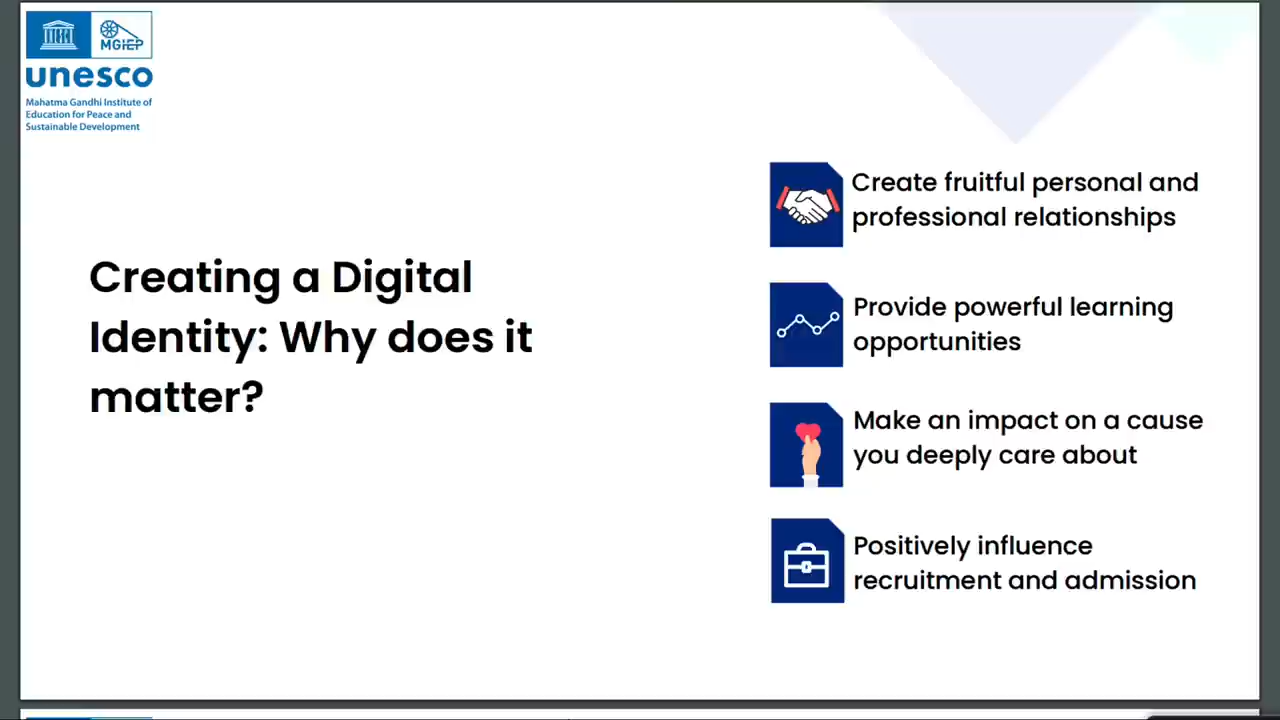 MGIEP
unesco
Mahatma Gandhi Institute of
Education for Peace and
Sustainable Development
Creating a Digital
Identity: Why does it
matter?
Create fruitful personal and
professional relationships
Provide powerful learning
opportunities
Make an impact on a cause
you deeply care about
Positively influence
recruitment and admission